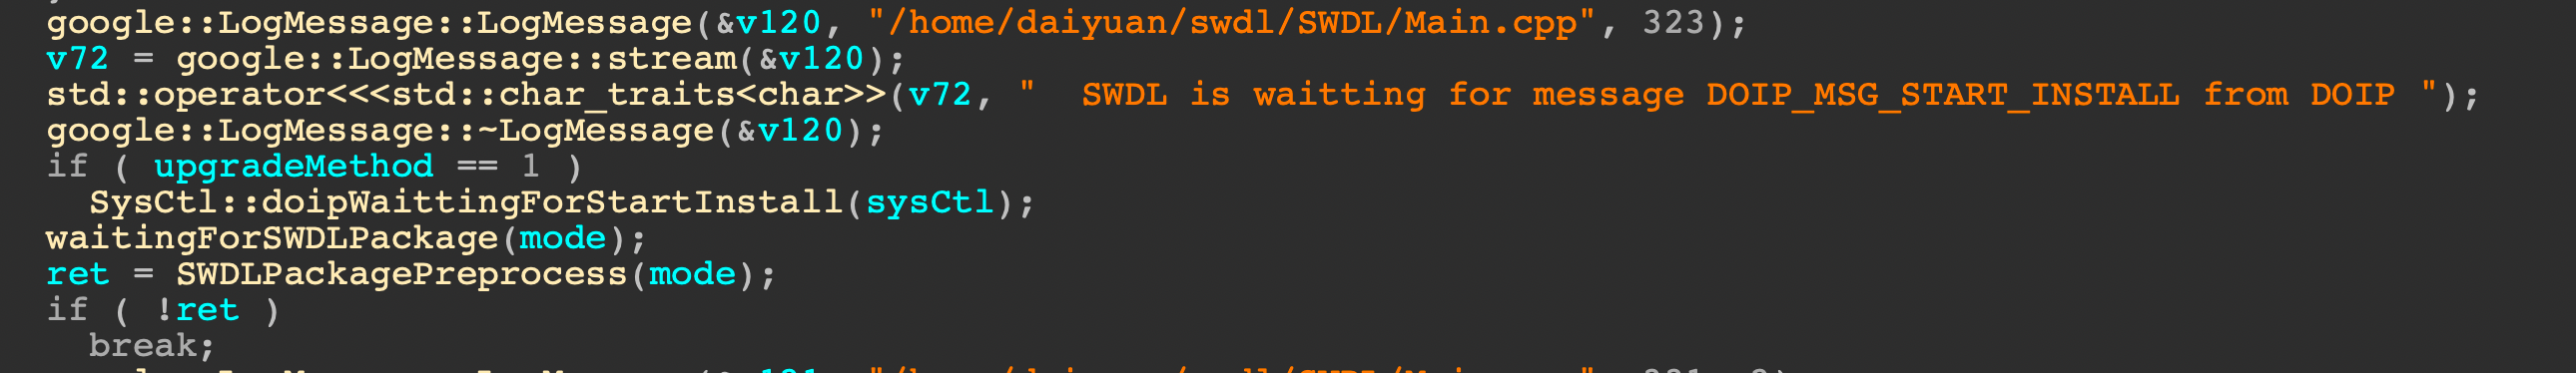 google::LogMessage::LogMessage(&v120, "/home/daiyuan/swdl/SWDL/Main.cpp", 323);
v72 = google::LogMessage::stream(&v120);
std::operator<<<std::char_traits<char>>(v72, "  SWDL is waitting for message DOIP_MSG_START_INSTALL from DOIP ");
google::LogMessage::~LogMessage(&v120);
if ( upgradeMethod == 1 )
SysCtl::doipWaittingForStartInstall(sysCtl);
waitingForSWDLPackage(mode);
ret = SWDLPackagePreprocess(mode);
if ( !ret )
break;